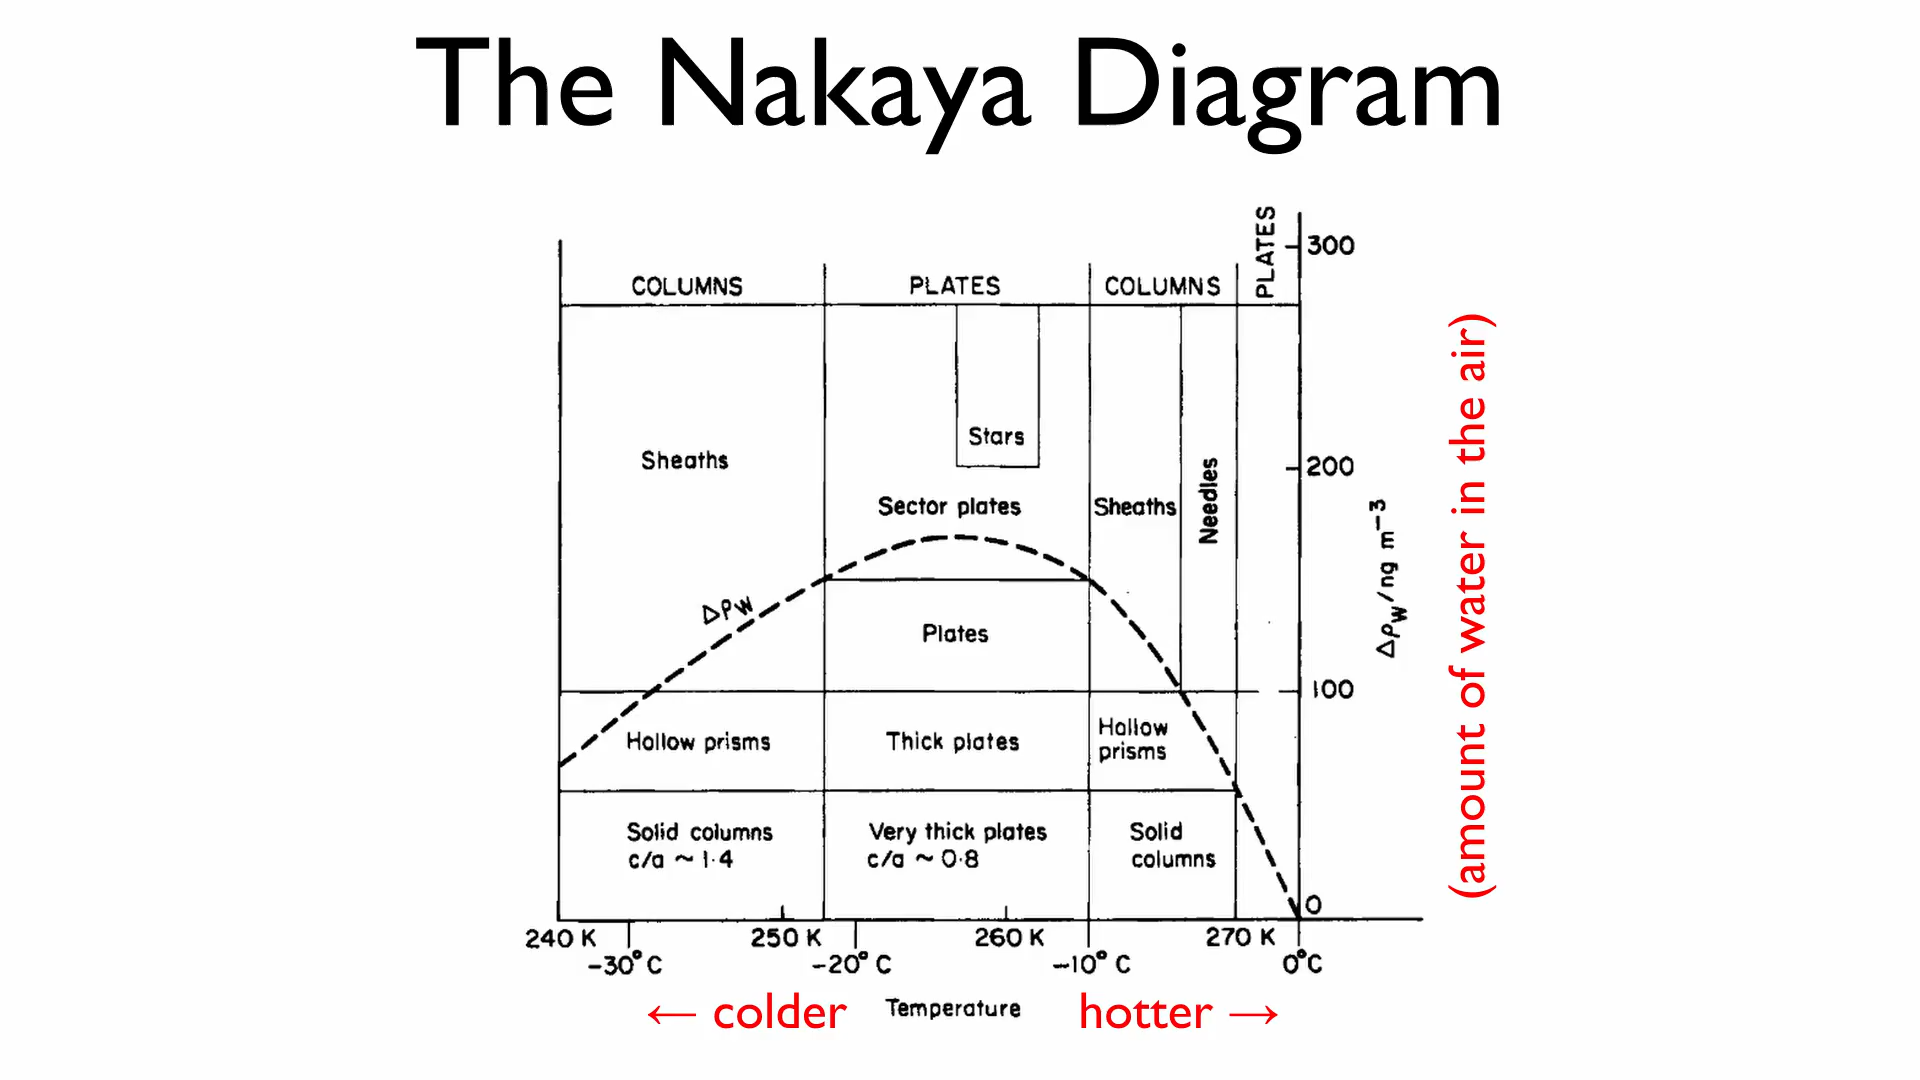 The Nakaya Diagram
PLATES
300
COLUMNS
PLATES
COLUMNS
Stars
Sheaths
200
Sector plates
Sheaths
Needles
Δρw/ng m⁻³
(amount of water in the air)
Δρw
Plates
100
Hollow prisms
Thick plates
Hollow
prisms
Solid columns
c/a ~ 1·4
Very thick plates
c/a ~ 0·8
Solid
columns
0
240 K
250 K
260 K
270 K
-30°C
-20°C
-10°C
0°C
← colder
Temperature
hotter →